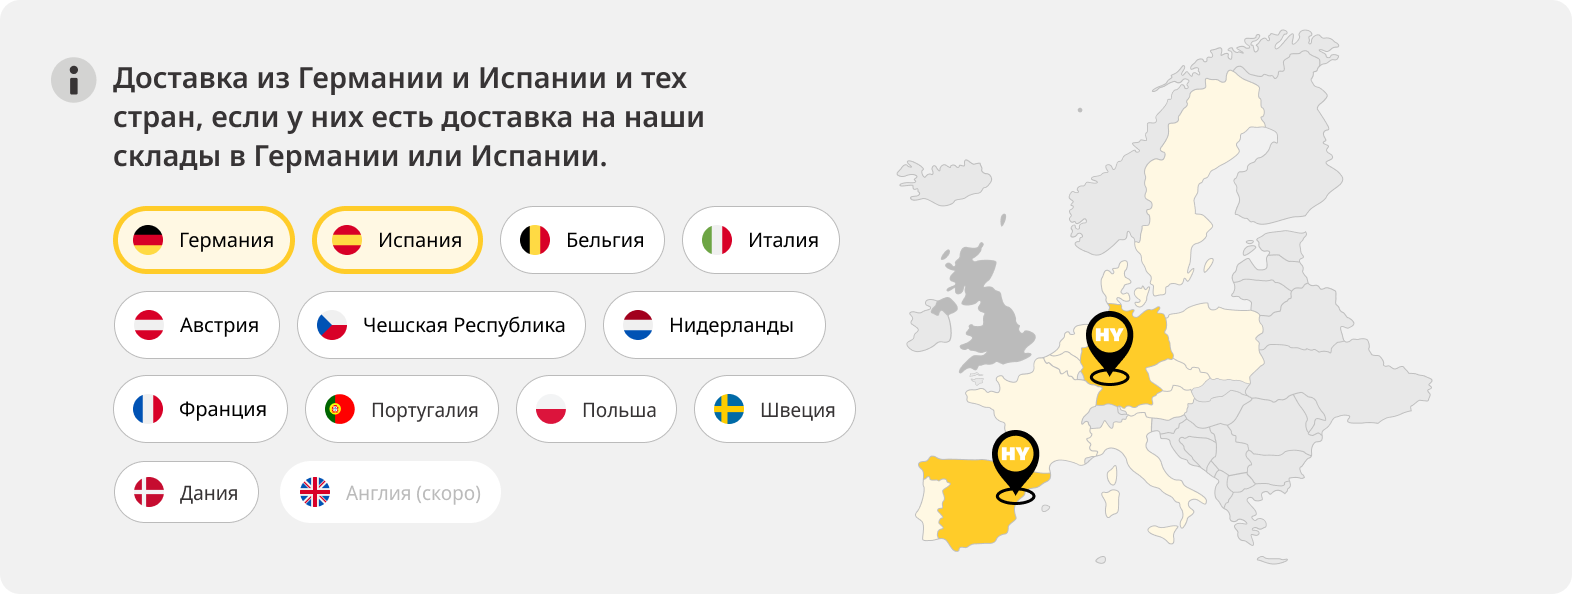 Доставка из Германии и Испании и тех
стран, если у них есть доставка на наши
склады в Германии или Испании.
Германия
Испания
Бельгия
Италия
Австрия
Чешская Республика
Нидерланды
Франция
Португалия
Польша
Швеция
Дания
Англия (скоро)
HY
HY